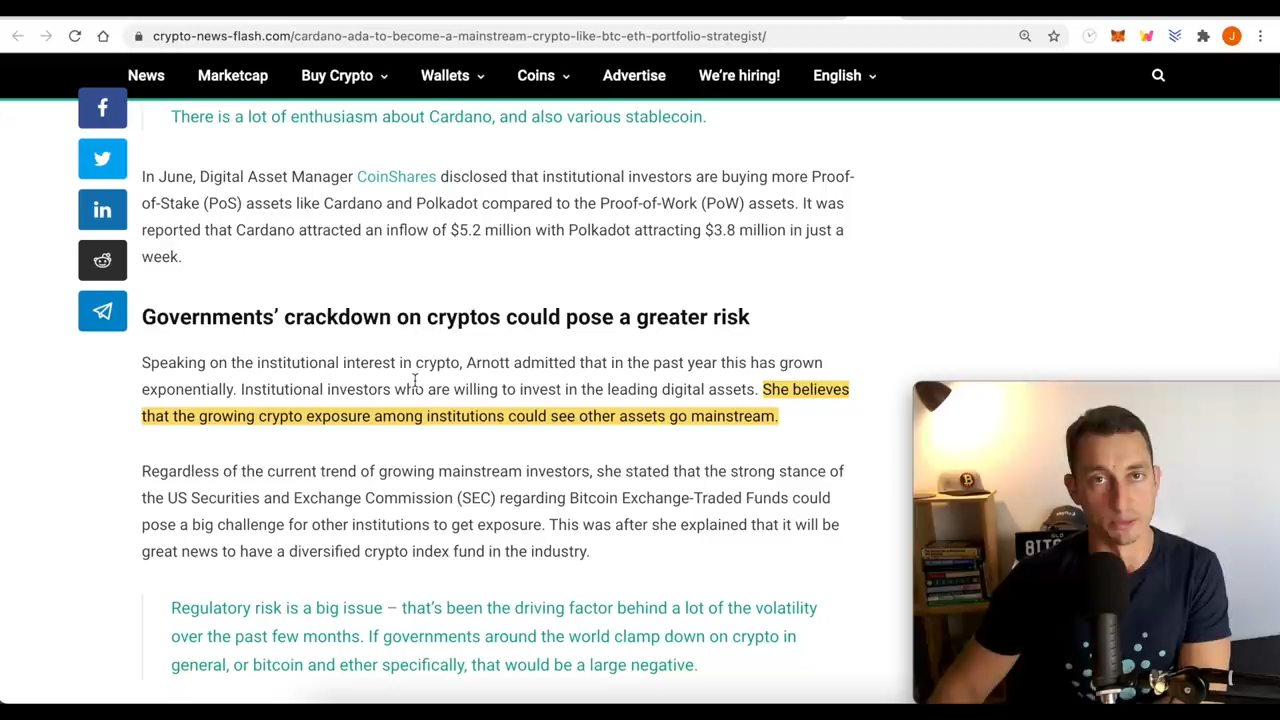 crypto-news-flash.com/cardano-ada-to-become-a-mainstream-crypto-like-btc-eth-portfolio-strategist/
J
News Marketcap Buy Crypto Wallets Coins Advertise We're hiring! English
There is a lot of enthusiasm about Cardano, and also various stablecoin.
In June, Digital Asset Manager CoinShares disclosed that institutional investors are buying more Proof-
of-Stake (PoS) assets like Cardano and Polkadot compared to the Proof-of-Work (PoW) assets. It was
reported that Cardano attracted an inflow of $5.2 million with Polkadot attracting $3.8 million in just a
week.
Governments' crackdown on cryptos could pose a greater risk
Speaking on the institutional interest in crypto, Arnott admitted that in the past year this has grown
exponentially. Institutional investors who are willing to invest in the leading digital assets. She believes
that the growing crypto exposure among institutions could see other assets go mainstream.
Regardless of the current trend of growing mainstream investors, she stated that the strong stance of
the US Securities and Exchange Commission (SEC) regarding Bitcoin Exchange-Traded Funds could
pose a big challenge for other institutions to get exposure. This was after she explained that it will be
great news to have a diversified crypto index fund in the industry.
Regulatory risk is a big issue – that's been the driving factor behind a lot of the volatility
over the past few months. If governments around the world clamp down on crypto in
general, or bitcoin and ether specifically, that would be a large negative.